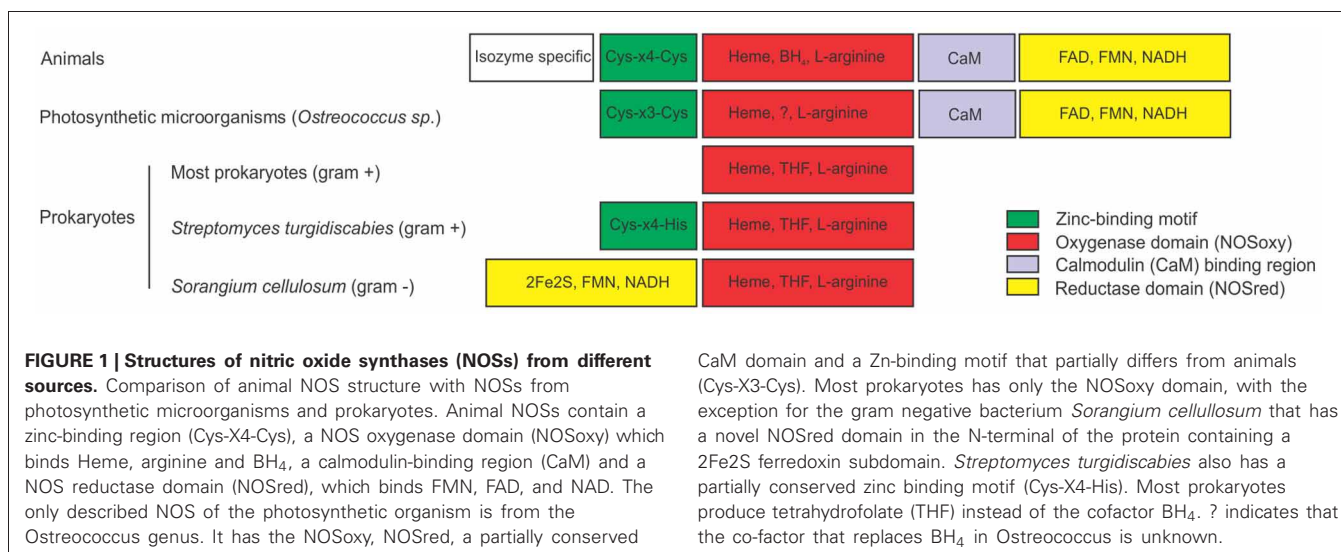 Animals
Isozyme specific Cys-x4-Cys Heme, BH₄, L-arginine CaM FAD, FMN, NADH
Photosynthetic microorganisms (Ostreococcus sp.)
Cys-x3-Cys Heme, ?, L-arginine CaM FAD, FMN, NADH
Prokaryotes
Most prokaryotes (gram +)
Heme, THF, L-arginine
Streptomyces turgidiscabies (gram +)
Cys-x4-His Heme, THF, L-arginine
Sorangium cellulosum (gram -)
2Fe2S, FMN, NADH Heme, THF, L-arginine
Zinc-binding motif
Oxygenase domain (NOSoxy)
Calmodulin (CaM) binding region
Reductase domain (NOSred)
FIGURE 1 | Structures of nitric oxide synthases (NOSs) from different
sources. Comparison of animal NOS structure with NOSs from
photosynthetic microorganisms and prokaryotes. Animal NOSs contain a
zinc-binding region (Cys-X4-Cys), a NOS oxygenase domain (NOSoxy) which
binds Heme, arginine and BH₄, a calmodulin-binding region (CaM) and a
NOS reductase domain (NOSred), which binds FMN, FAD, and NAD. The
only described NOS of the photosynthetic organism is from the
Ostreococcus genus. It has the NOSoxy, NOSred, a partially conserved
CaM domain and a Zn-binding motif that partially differs from animals
(Cys-X3-Cys). Most prokaryotes has only the NOSoxy domain, with the
exception for the gram negative bacterium Sorangium cellullosum that has
a novel NOSred domain in the N-terminal of the protein containing a
2Fe2S ferredoxin subdomain. Streptomyces turgidiscabies also has a
partially conserved zinc binding motif (Cys-X4-His). Most prokaryotes
produce tetrahydrofolate (THF) instead of the cofactor BH₄. ? indicates that
the co-factor that replaces BH₄ in Ostreococcus is unknown.